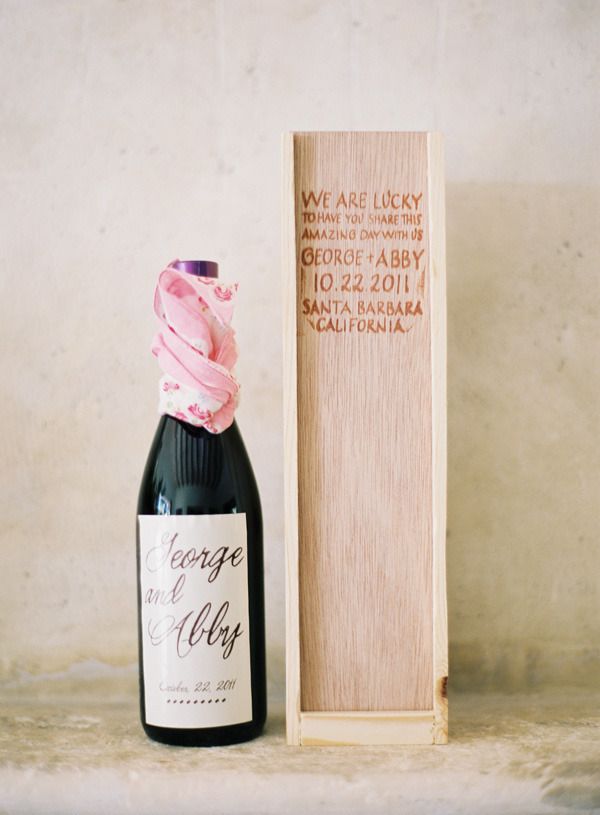 George
and
Abby
October 22, 2011
WE ARE LUCKY
TO HAVE YOU SHARE THIS
AMAZING DAY WITH US
GEORGE + ABBY
10.22.2011
SANTA BARBARA
CALIFORNIA